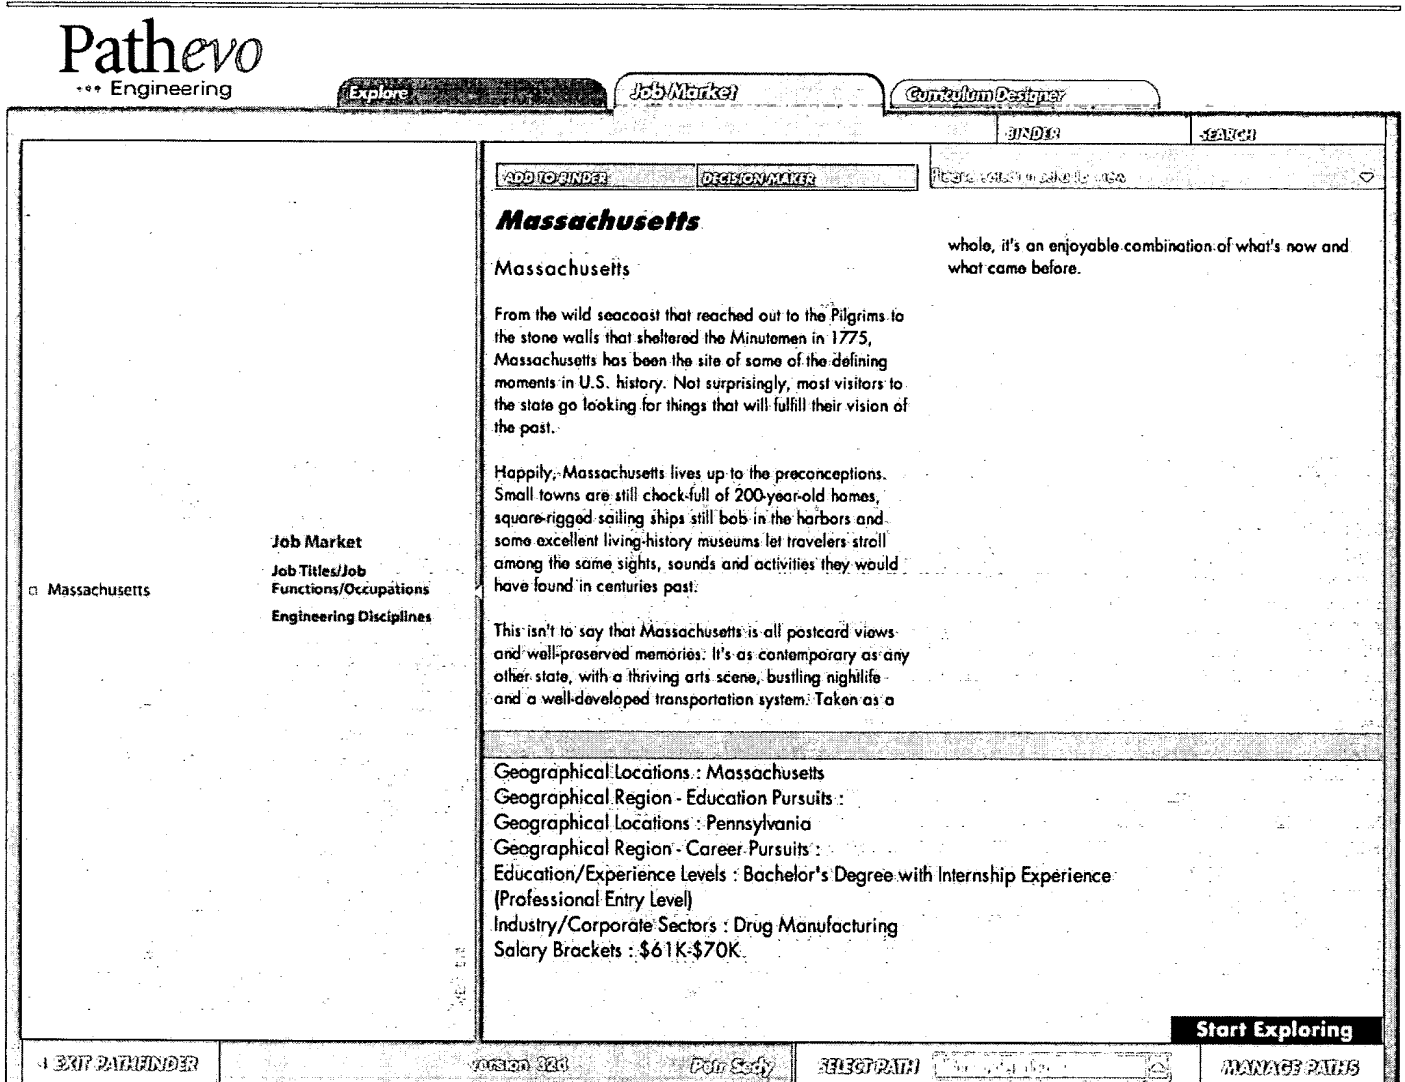 Pathevo
Engineering
Explore
Job Market
Curriculum Designer
BINDER
SEARCH
ADD TO BINDER
DECISION MAKER
Massachusetts
Massachusetts
From the wild seacoast that reached out to the Pilgrims to
the stone walls that sheltered the Minutemen in 1775,
Massachusetts has been the site of some of the defining
moments in U.S. history. Not surprisingly, most visitors to
the state go looking for things that will fulfill their vision of
the past.
Happily, Massachusetts lives up to the preconceptions.
Small towns are still chock-full of 200-year-old homes,
square-rigged sailing ships still bob in the harbors and
some excellent living-history museums let travelers stroll
among the same sights, sounds and activities they would
have found in centuries past.
This isn't to say that Massachusetts is all postcard views
and well-preserved memories. It's as contemporary as any
other state, with a thriving arts scene, bustling nighilife
and a well-developed transportation system. Taken as a
whole, it's an enjoyable combination of what's now and
what came before.
Job Market
Job Titles/Job
Functions/Occupations
Engineering Disciplines
Massachusetts
Geographical Locations : Massachusetts
Geographical Region - Education Pursuits :
Geographical Locations : Pennsylvania
Geographical Region - Career Pursuits :
Education/Experience Levels : Bachelor's Degree with Internship Experience
(Professional Entry Level)
Industry/Corporate Sectors : Drug Manufacturing
Salary Brackets : $61K-$70K
Start Exploring
EXIT PATHFINDER
version 326
Petr Sedy
SELECT PATH
MANAGE PATHS